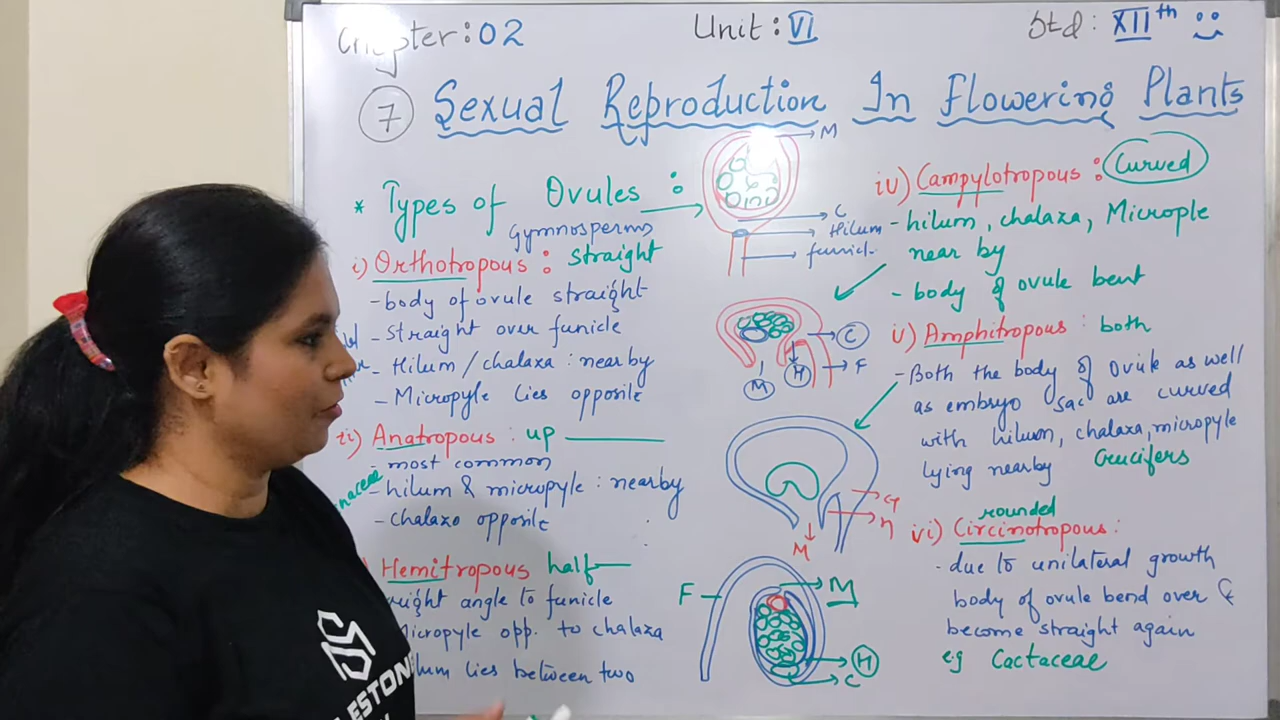 Chapter: 02
Unit: VI
Std: XIIth
7 Sexual Reproduction In Flowering Plants
* Types of Ovules :
Gymnosperms
i) Orthotropous : straight
- body of ovule straight
- straight over funicle
- Hilum / chalaza : nearby
- Micropyle lies opposite
ii) Anatropous : up
- most common
- hilum & micropyle : nearby
- Chalaza opposite
Hemitropous half
right angle to funicle
Micropyle opp. to chalaza
lum lies between two
M
C
Hilum
funicle
C
H
F
M
G
M
F
M
H
C
iv) Campylotropous : Curved
- hilum, chalaza, Microple
near by
- body of ovule bent
v) Amphitropous : both
- Both the body of Ovule as well
as embryo sac are curved
with hilum, chalaza, micropyle
lying nearby Crucifers
rounded
vi) Circinotropous :
- due to unilateral growth
body of ovule bend over &
become straight again
e.g Cactaceae
LESTONE